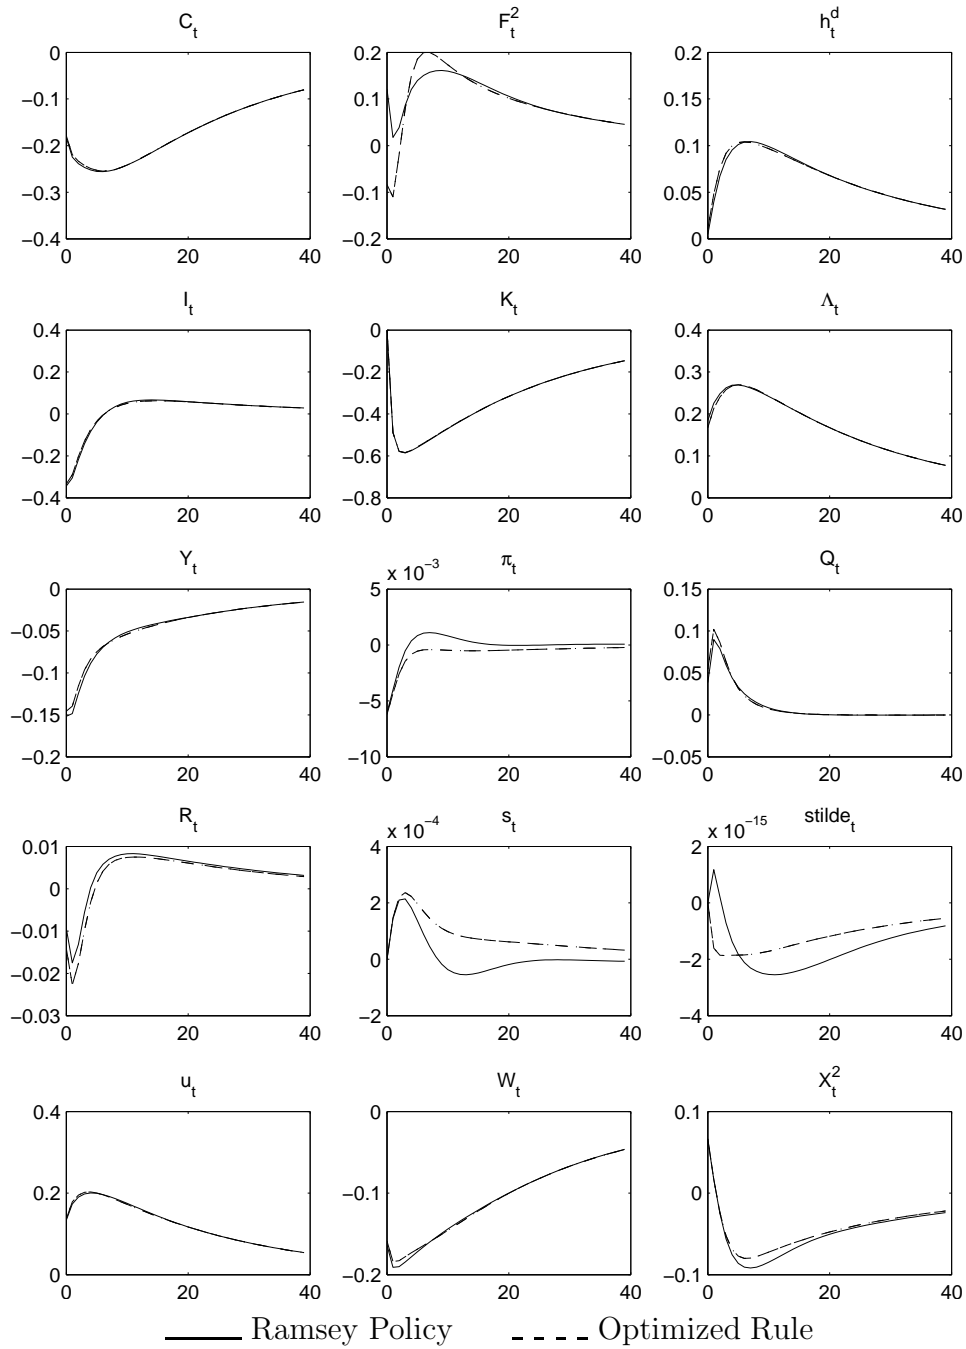 C_t F_t^2 h_t^d
0 0.2 0.2
−0.1 0.1 0.15
−0.2 0 0.1
−0.3 −0.1 0.05
−0.4 −0.2 0
0 20 40 0 20 40 0 20 40
I_t K_t Λ_t
0.4 0 0.4
0.2 −0.2 0.3
0 −0.4 0.2
−0.2 −0.6 0.1
−0.4 −0.8 0
0 20 40 0 20 40 0 20 40
Y_t π_t Q_t
x 10^−3
0 5 0.15
−0.05 0 0.1
−0.1 0.05
−0.15 −5 0
−0.2 −10 −0.05
0 20 40 0 20 40 0 20 40
R_t s_t stilde_t
x 10^−4 x 10^−15
0.01 4 2
0 2 0
−0.01 0 −2
−0.02
−0.03 −2 −4
0 20 40 0 20 40 0 20 40
u_t W_t X_t^2
0.4 0 0.1
0.2 −0.1 0
0 −0.2 −0.1
0 20 40 0 20 40 0 20 40
Ramsey Policy Optimized Rule